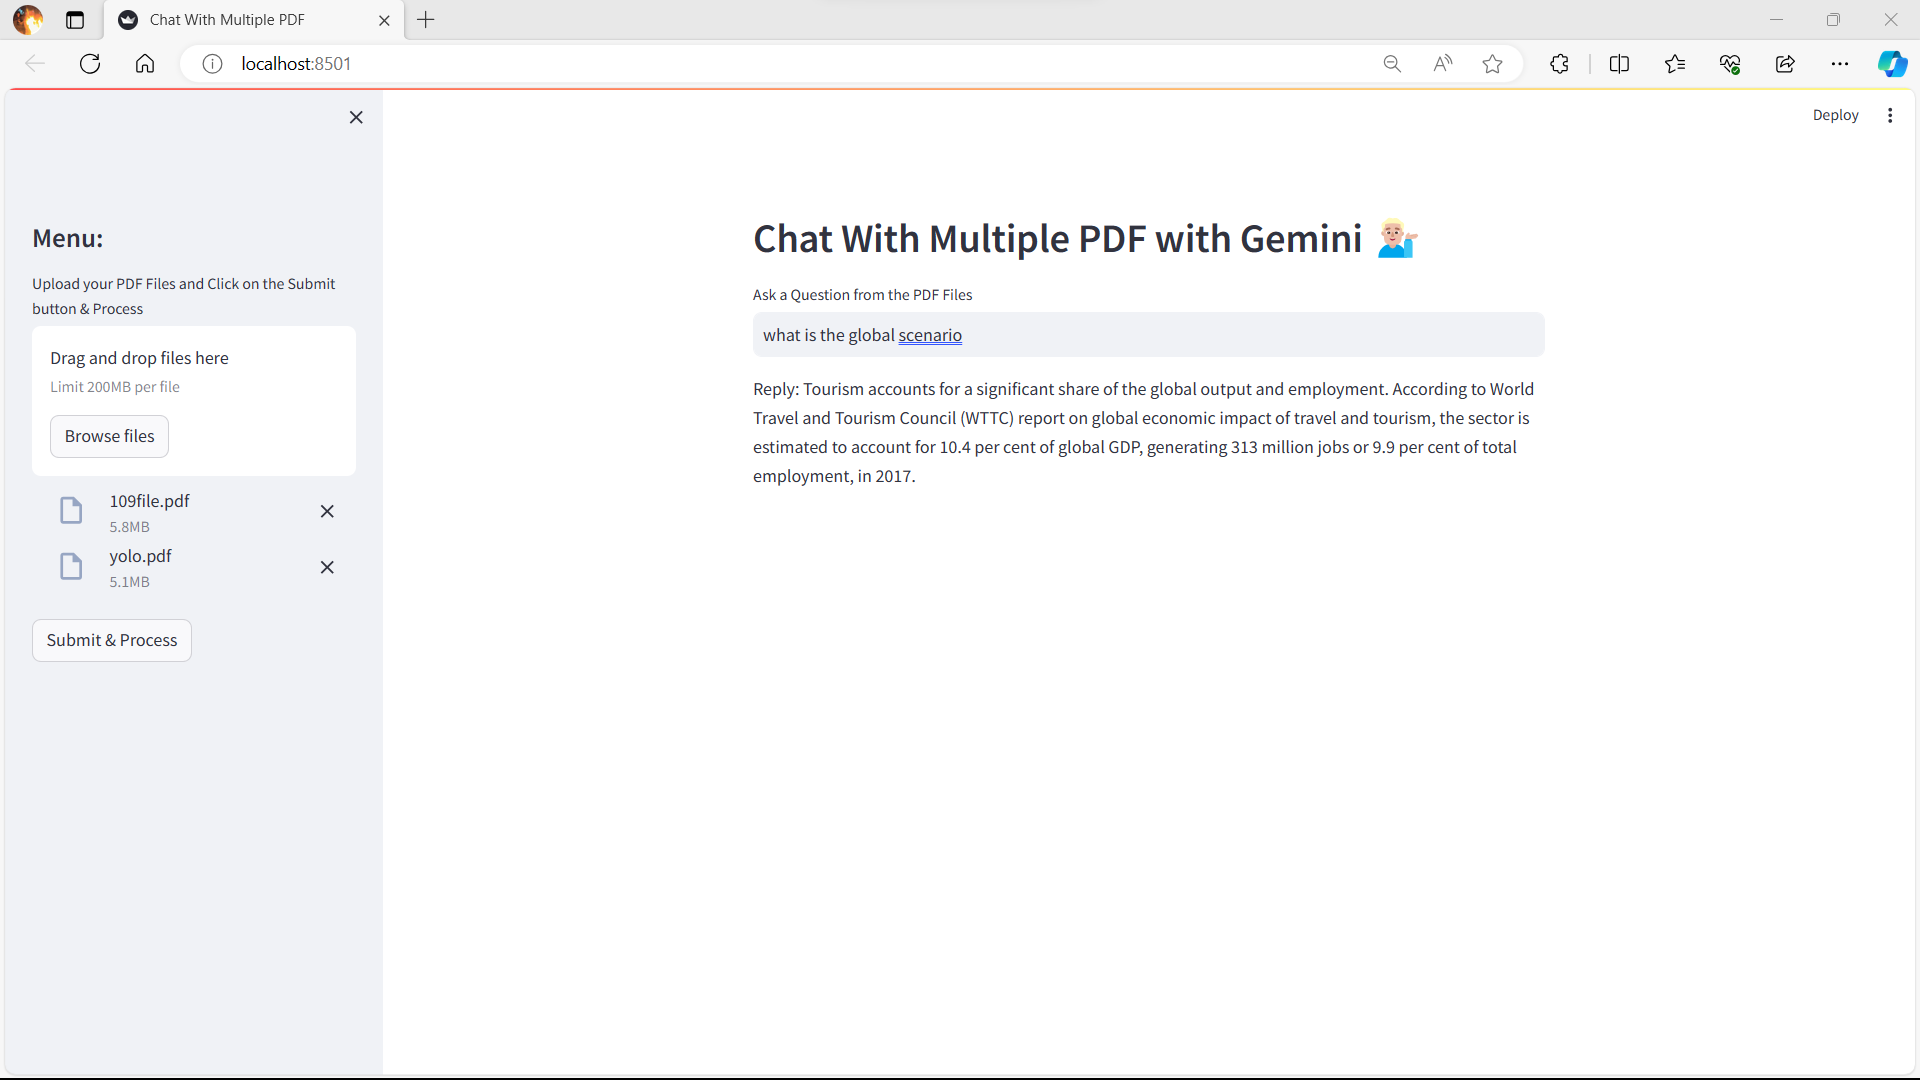 Chat With Multiple PDF
localhost:8501
Deploy
Menu:
Upload your PDF Files and Click on the Submit
button & Process
Drag and drop files here
Limit 200MB per file
Browse files
109file.pdf
5.8MB
yolo.pdf
5.1MB
Submit & Process
Chat With Multiple PDF with Gemini 💁🏼‍♂️
Ask a Question from the PDF Files
what is the global scenario
Reply: Tourism accounts for a significant share of the global output and employment. According to World
Travel and Tourism Council (WTTC) report on global economic impact of travel and tourism, the sector is
estimated to account for 10.4 per cent of global GDP, generating 313 million jobs or 9.9 per cent of total
employment, in 2017.